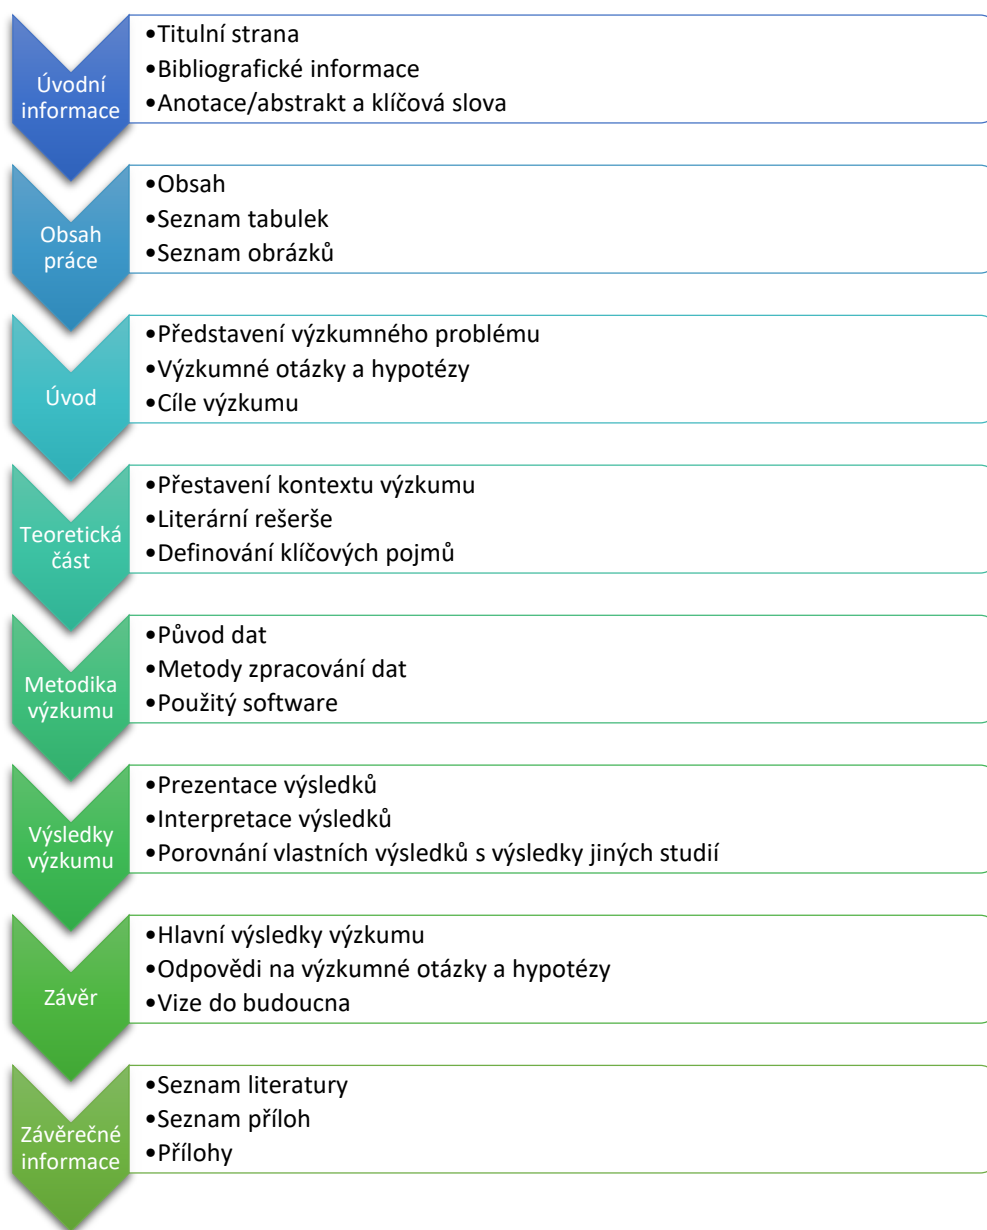 Úvodní
informace
•Titulní strana
•Bibliografické informace
•Anotace/abstrakt a klíčová slova
Obsah
práce
•Obsah
•Seznam tabulek
•Seznam obrázků
Úvod
•Představení výzkumného problému
•Výzkumné otázky a hypotézy
•Cíle výzkumu
Teoretická
část
•Přestavení kontextu výzkumu
•Literární rešerše
•Definování klíčových pojmů
Metodika
výzkumu
•Původ dat
•Metody zpracování dat
•Použitý software
Výsledky
výzkumu
•Prezentace výsledků
•Interpretace výsledků
•Porovnání vlastních výsledků s výsledky jiných studií
Závěr
•Hlavní výsledky výzkumu
•Odpovědi na výzkumné otázky a hypotézy
•Vize do budoucna
Závěrečné
informace
•Seznam literatury
•Seznam příloh
•Přílohy